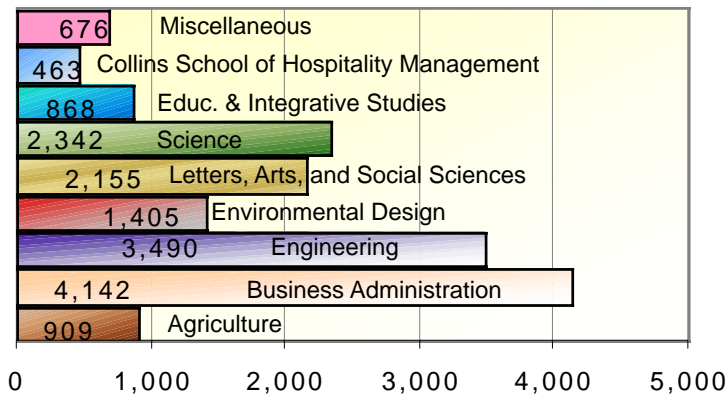 676 Miscellaneous
463 Collins School of Hospitality Management
868 Educ. & Integrative Studies
2,342 Science
2,155 Letters, Arts, and Social Sciences
1,405 Environmental Design
3,490 Engineering
4,142 Business Administration
909 Agriculture
0 1,000 2,000 3,000 4,000 5,000